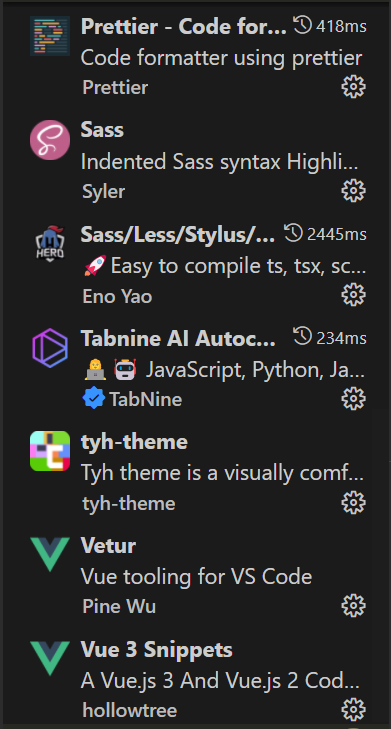 Prettier - Code for... 418ms
Code formatter using prettier
Prettier
Sass
Indented Sass syntax Highli...
Syler
HERO
Sass/Less/Stylus/... 2445ms
🚀Easy to compile ts, tsx, sc...
Eno Yao
Tabnine AI Autoc... 234ms
👩‍💻🤖 JavaScript, Python, Ja...
TabNine
tyh-theme
Tyh theme is a visually comf...
tyh-theme
Vetur
Vue tooling for VS Code
Pine Wu
Vue 3 Snippets
A Vue.js 3 And Vue.js 2 Cod...
hollowtree